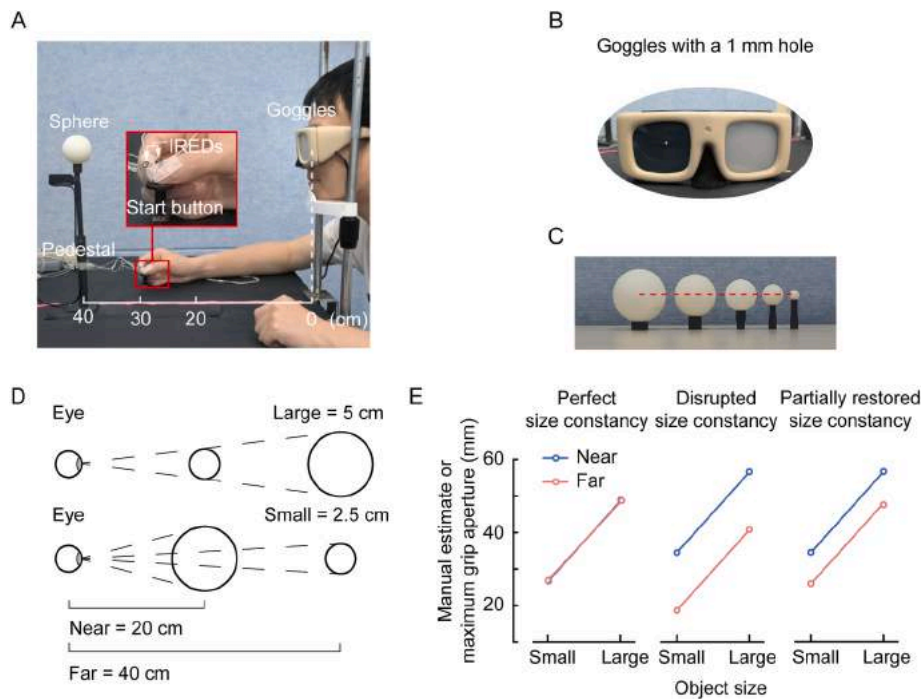 A
Sphere
Goggles
IREDs
Start button
Pedestal
40 30 20 0 (cm)
B
Goggles with a 1 mm hole
C
D
Eye
Large = 5 cm
Eye
Small = 2.5 cm
Near = 20 cm
Far = 40 cm
E
Perfect
size constancy
Disrupted
size constancy
Partially restored
size constancy
Manual estimate or
maximum grip aperture (mm)
60
40
20
Near
Far
Small Large Small Large Small Large
Object size